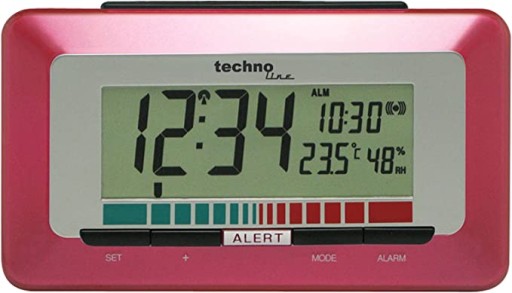 techno
line
ALM
12:34 10:30
23.5°C 48% RH
ALERT
SET + MODE ALARM